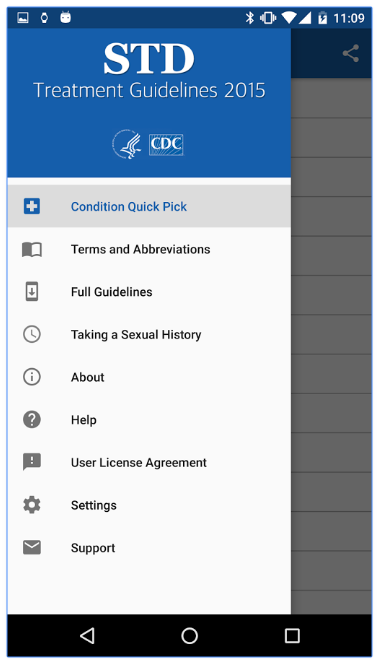 11:09
STD
Treatment Guidelines 2015
CDC
Condition Quick Pick
Terms and Abbreviations
Full Guidelines
Taking a Sexual History
About
Help
User License Agreement
Settings
Support